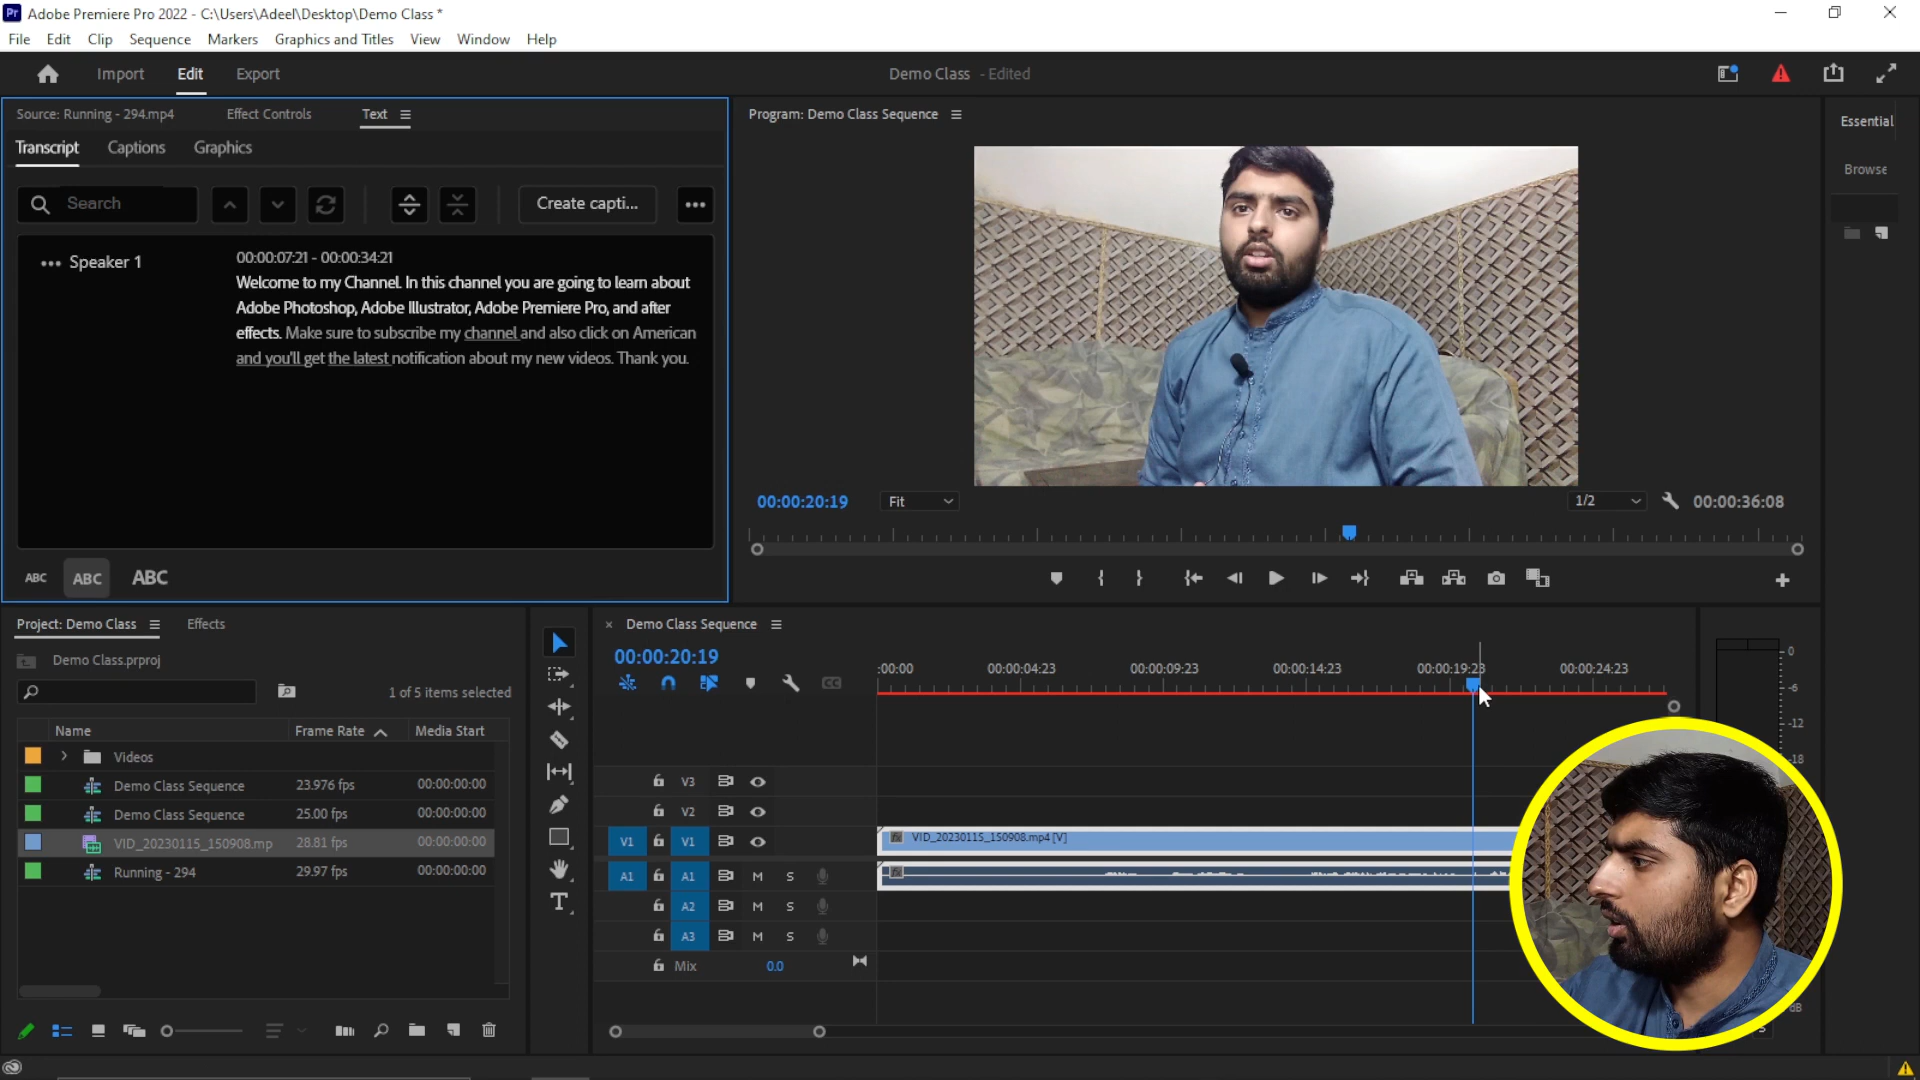 Pr Adobe Premiere Pro 2022 - C:\Users\Adeel\Desktop\Demo Class *
File Edit Clip Sequence Markers Graphics and Titles View Window Help
Import Edit Export Demo Class - Edited
Source: Running - 294.mp4 Effect Controls Text
Program: Demo Class Sequence
Essential
Transcript Captions Graphics
Browse
Search
Create capti...
Speaker 1
00:00:07:21 - 00:00:34:21
Welcome to my Channel. In this channel you are going to learn about
Adobe Photoshop, Adobe Illustrator, Adobe Premiere Pro, and after
effects. Make sure to subscribe my channel and also click on American
and you'll get the latest notification about my new videos. Thank you.
ABC ABC ABC
00:00:20:19 Fit 1/2 00:00:36:08
Project: Demo Class Effects
Demo Class.prproj
1 of 5 items selected
Name Frame Rate Media Start
Videos
Demo Class Sequence 23.976 fps 00:00:00:00
Demo Class Sequence 25.00 fps 00:00:00:00
VID_20230115_150908.mp 28.81 fps 00:00:00:00
Running - 294 29.97 fps 00:00:00:00
T
Demo Class Sequence
00:00:20:19
:00:00 00:00:04:23 00:00:09:23 00:00:14:23 00:00:19:23 00:00:24:23
V3
V2
V1 V1 fx VID_20230115_150908.mp4 [V]
A1 A1 M S
A2 M S
A3 M S
Mix 0.0
0
-6
-12
-18
dB
S